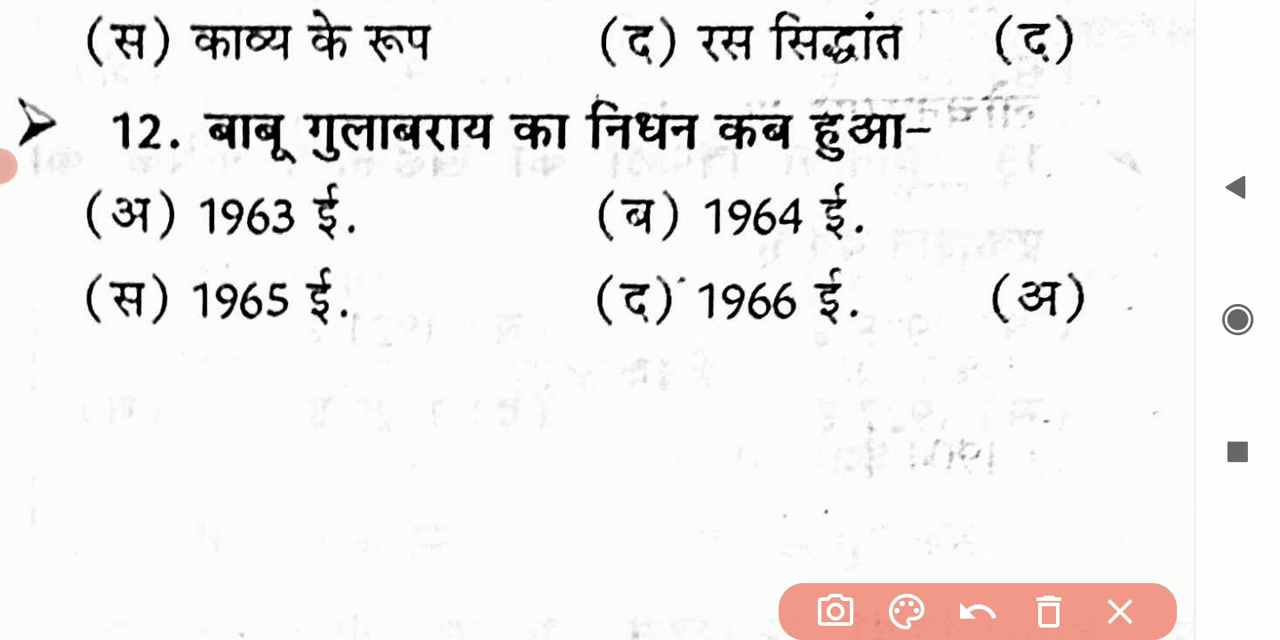 (स) काव्य के रूप (द) रस सिद्धांत (द)
12. बाबू गुलाबराय का निधन कब हुआ-
(अ) 1963 ई. (ब) 1964 ई.
(स) 1965 ई. (द) 1966 ई. (अ)